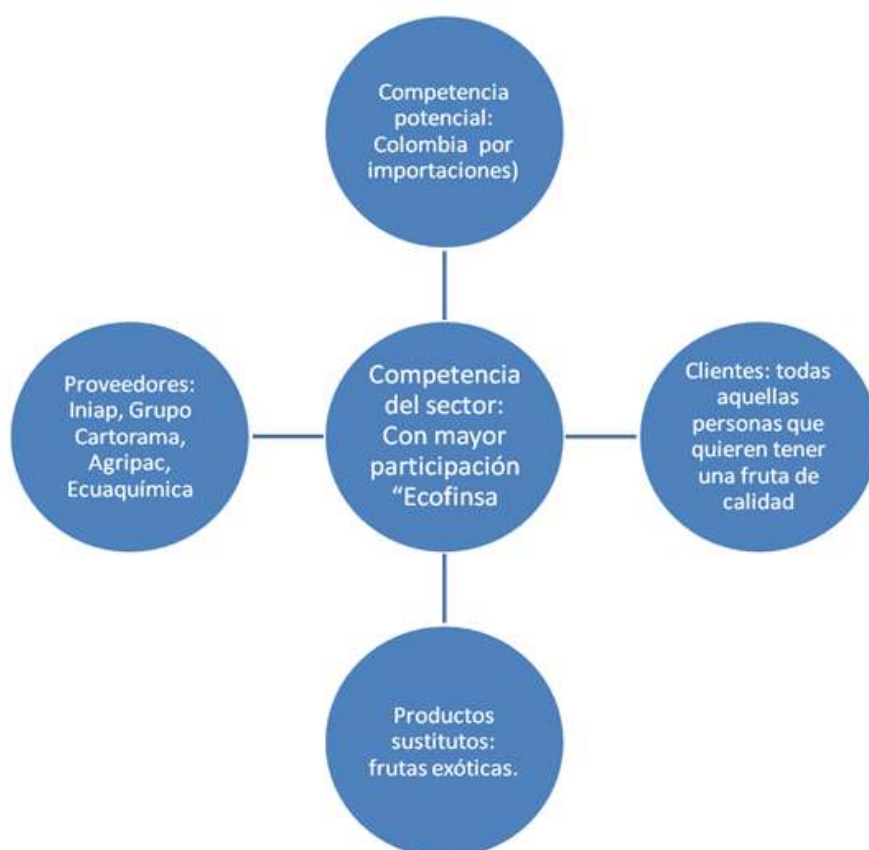 Competencia
potencial:
Colombia por
importaciones)
Proveedores:
Iniap, Grupo
Cartorama,
Agripac,
Ecuaquímica
Competencia
del sector:
Con mayor
participación
“Ecofinsa
Clientes: todas
aquellas
personas que
quieren tener
una fruta de
calidad
Productos
sustitutos:
frutas exóticas.